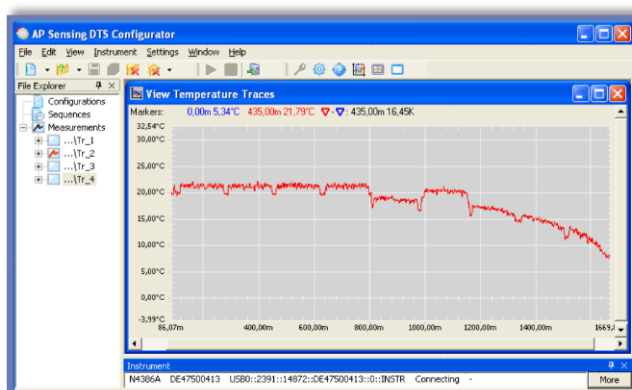 AP Sensing DTS Configurator
File Edit View Instrument Settings Window Help
File Explorer
Configurations
Sequences
Measurements
...\Tr_1
...\Tr_2
...\Tr_3
...\Tr_4
View Temperature Traces
Markers: 0,00m 5,34°C 435,00m 21,79°C ▽-▽: 435,00m 16,45K
32,54°C
30,00°C
25,00°C
20,00°C
15,00°C
10,00°C
5,00°C
0,00°C
-3,99°C
86,07m 400,00m 600,00m 800,00m 1000,00m 1200,00m 1400,00m 1669,
Instrument
N4386A DE47500413 USB0::2391::14872::DE47500413::0::INSTR Connecting -
More